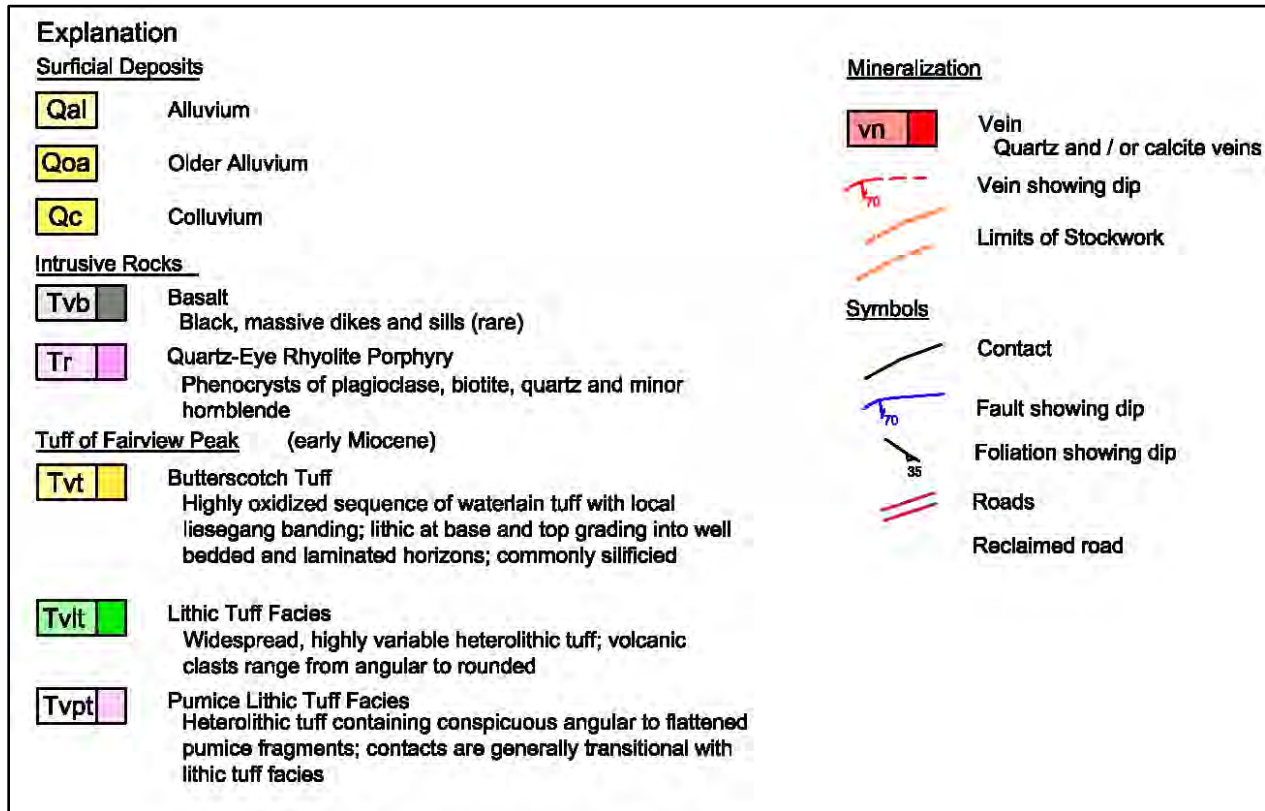 Explanation
Surficial Deposits
Qal Alluvium
Qoa Older Alluvium
Qc Colluvium
Intrusive Rocks
Tvb Basalt
Black, massive dikes and sills (rare)
Tr Quartz-Eye Rhyolite Porphyry
Phenocrysts of plagioclase, biotite, quartz and minor
hornblende
Tuff of Fairview Peak (early Miocene)
Tvt Butterscotch Tuff
Highly oxidized sequence of waterlain tuff with local
liesegang banding; lithic at base and top grading into well
bedded and laminated horizons; commonly silificied
Tvlt Lithic Tuff Facies
Widespread, highly variable heterolithic tuff; volcanic
clasts range from angular to rounded
Tvpt Pumice Lithic Tuff Facies
Heterolithic tuff containing conspicuous angular to flattened
pumice fragments; contacts are generally transitional with
lithic tuff facies
Mineralization
vn Vein
Quartz and / or calcite veins
70 Vein showing dip
Limits of Stockwork
Symbols
Contact
70 Fault showing dip
35 Foliation showing dip
Roads
Reclaimed road